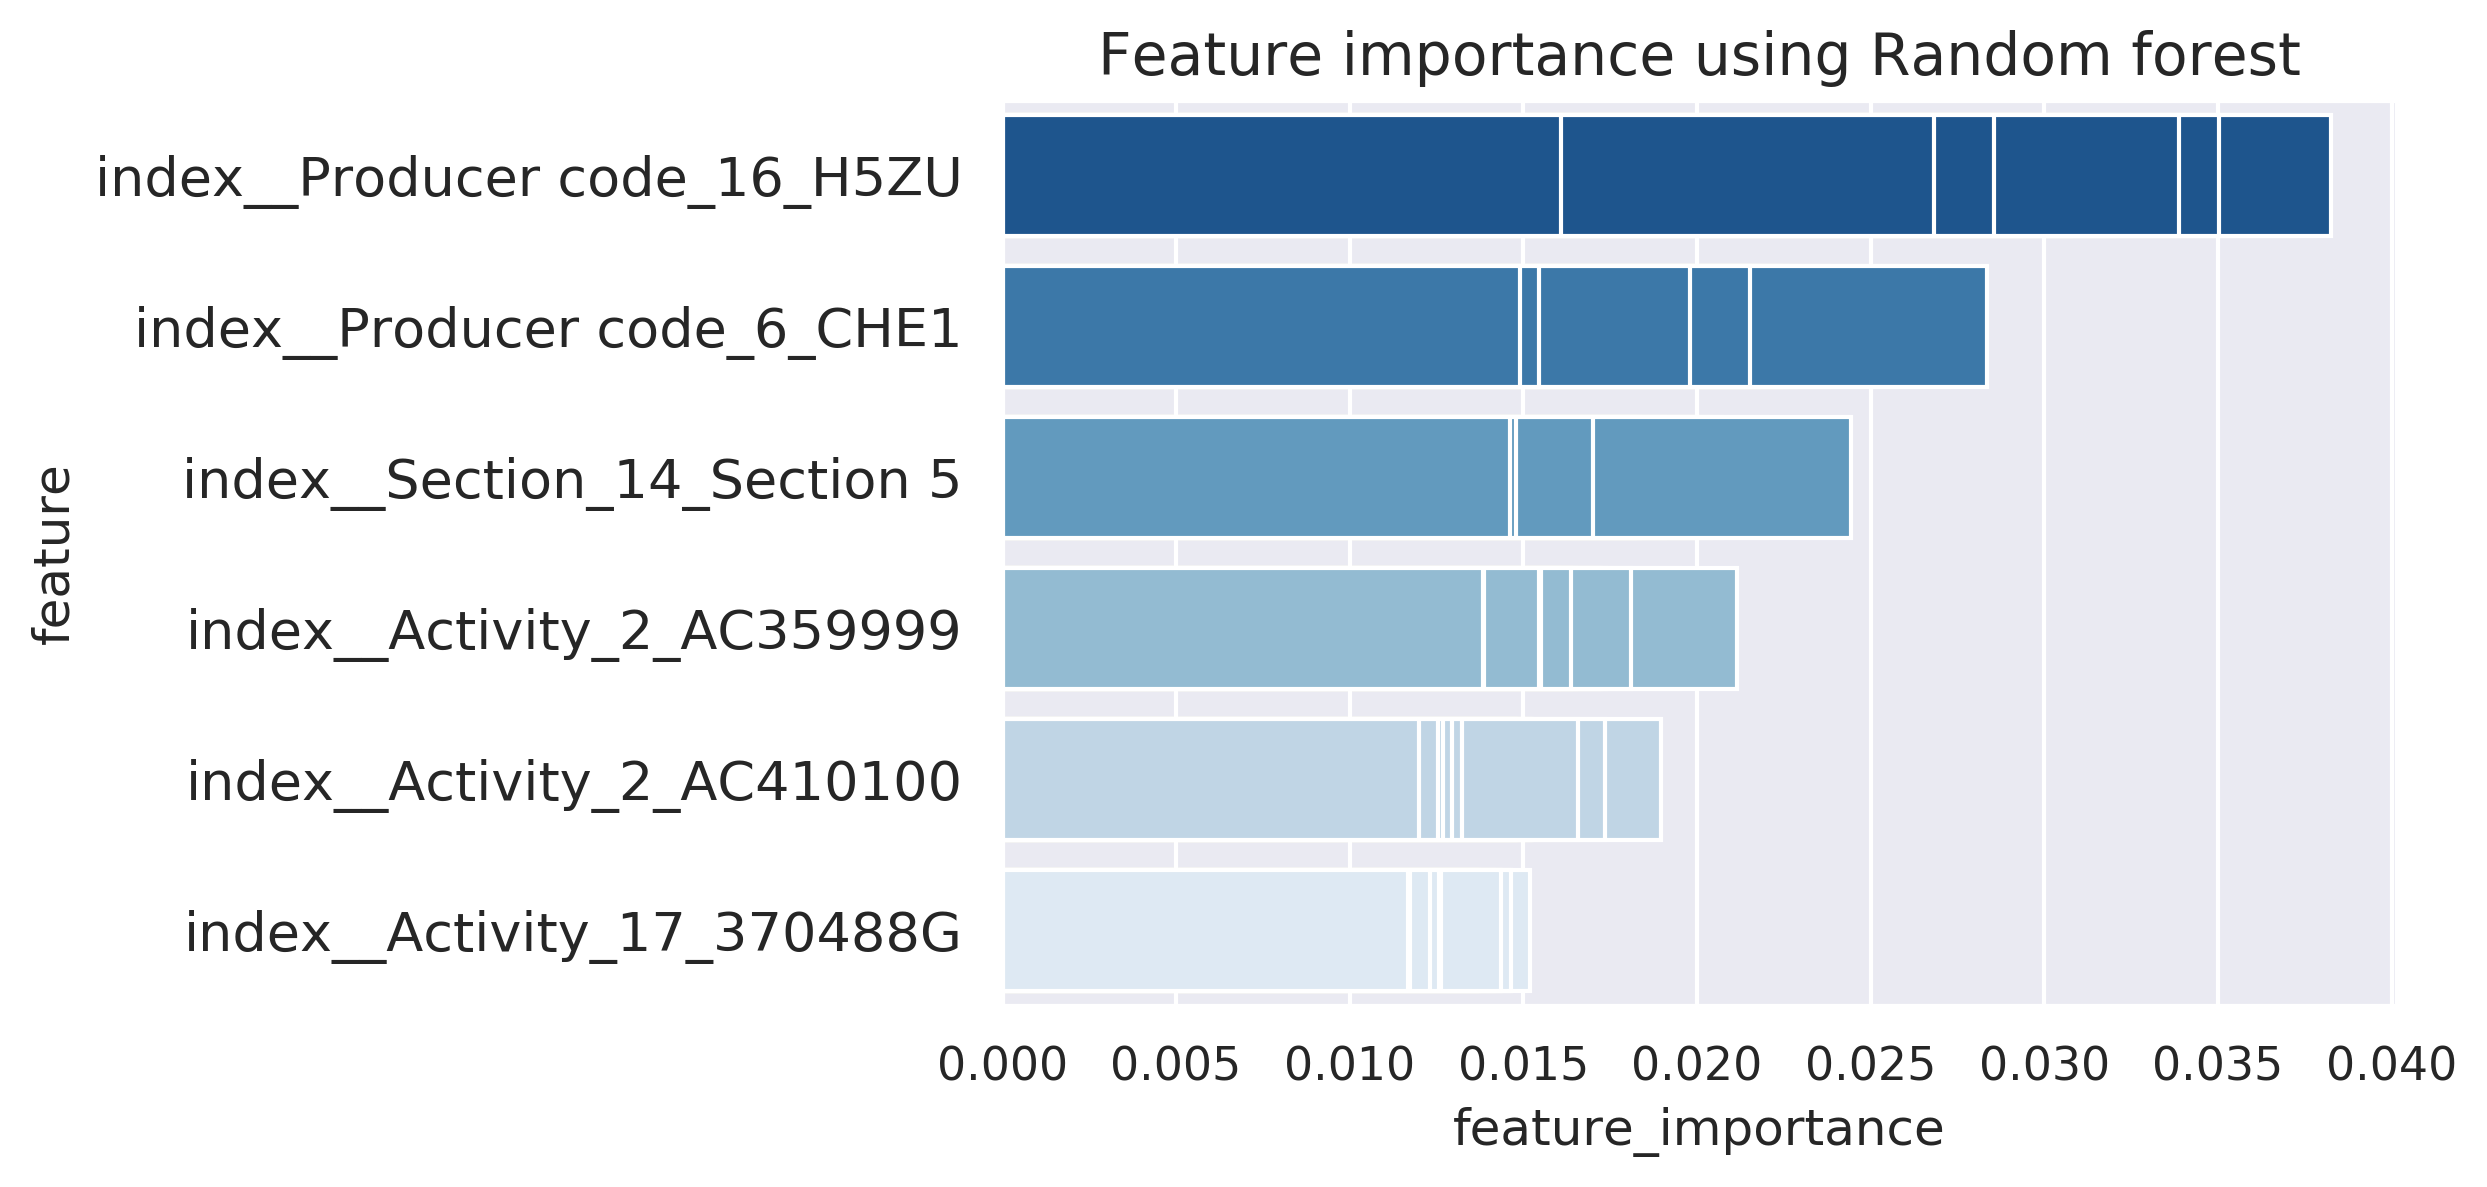 Feature importance using Random forest
feature
index__Producer code_16_H5ZU
index__Producer code_6_CHE1
index__Section_14_Section 5
index__Activity_2_AC359999
index__Activity_2_AC410100
index__Activity_17_370488G
0.000 0.005 0.010 0.015 0.020 0.025 0.030 0.035 0.040
feature_importance